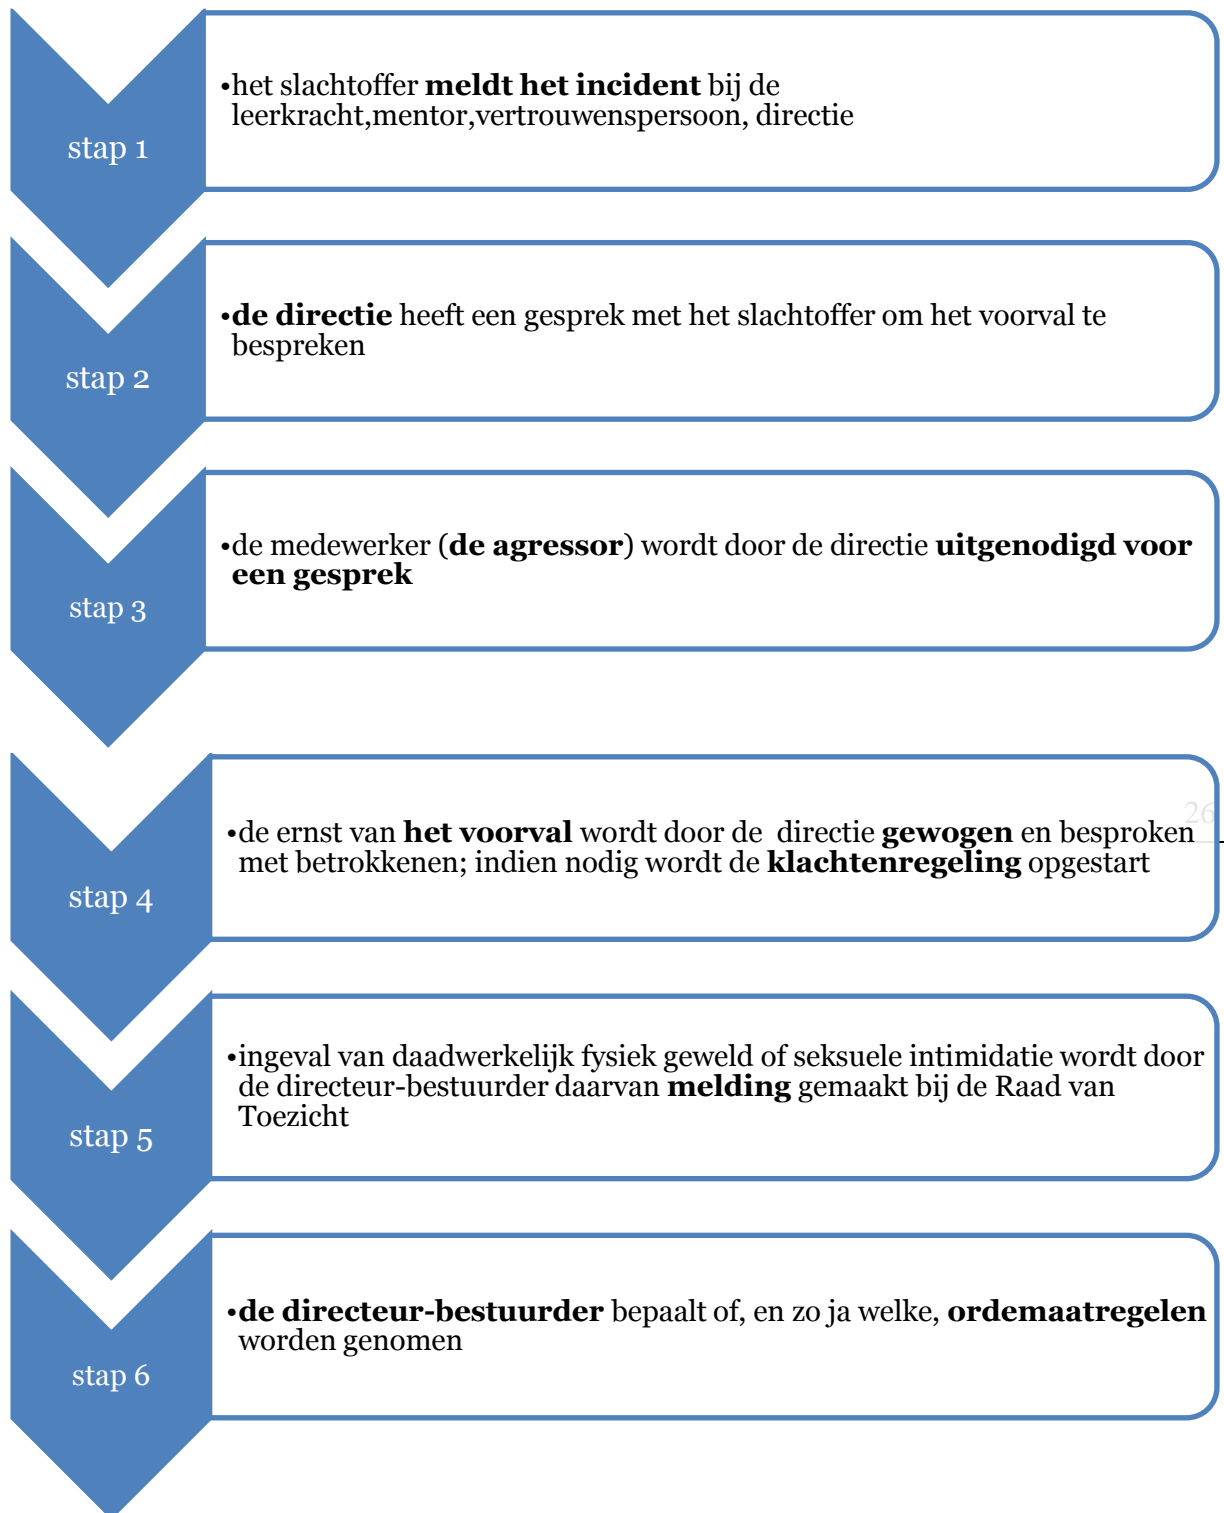 stap 1
•het slachtoffer meldt het incident bij de
leerkracht,mentor,vertrouwenspersoon, directie
stap 2
•de directie heeft een gesprek met het slachtoffer om het voorval te
bespreken
stap 3
•de medewerker (de agressor) wordt door de directie uitgenodigd voor
een gesprek
26
stap 4
•de ernst van het voorval wordt door de  directie gewogen en besproken
met betrokkenen; indien nodig wordt de klachtenregeling opgestart
stap 5
•ingeval van daadwerkelijk fysiek geweld of seksuele intimidatie wordt door
de directeur-bestuurder daarvan melding gemaakt bij de Raad van
Toezicht
stap 6
•de directeur-bestuurder bepaalt of, en zo ja welke, ordemaatregelen
worden genomen